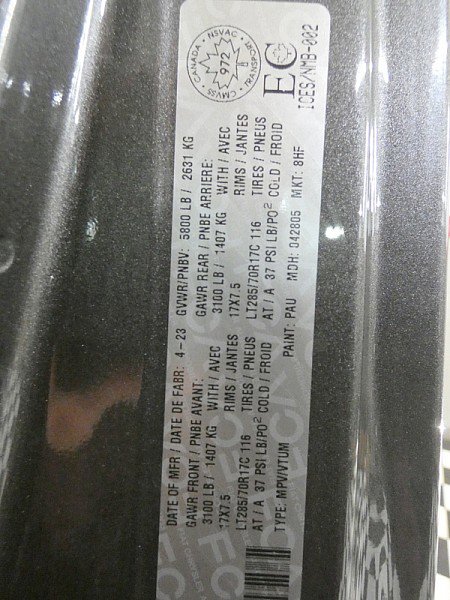 DATE OF MFR / DATE DE FABR: 4-23 GVWR/PNBV: 5800 LB / 2631 KG
GAWR FRONT / PNBE AVANT: GAWR REAR / PNBE ARRIERE:
3100 LB / 1407 KG WITH / AVEC 3100 LB / 1407 KG WITH / AVEC
17X7.5 RIMS / JANTES 17X7.5 RIMS / JANTES
LT285/70R17C 116 TIRES / PNEUS LT285/70R17C 116 TIRES / PNEUS
AT / A 37 PSI LB/PO² COLD / FROID AT / A 37 PSI LB/PO² COLD / FROID
TYPE: MPV/VTUM PAINT: PAU MDH: 042805 MKT: 8HF
CANADA · NSVAC · TRANSPORT · CMVSS
972
EC
ICES/NMB-002